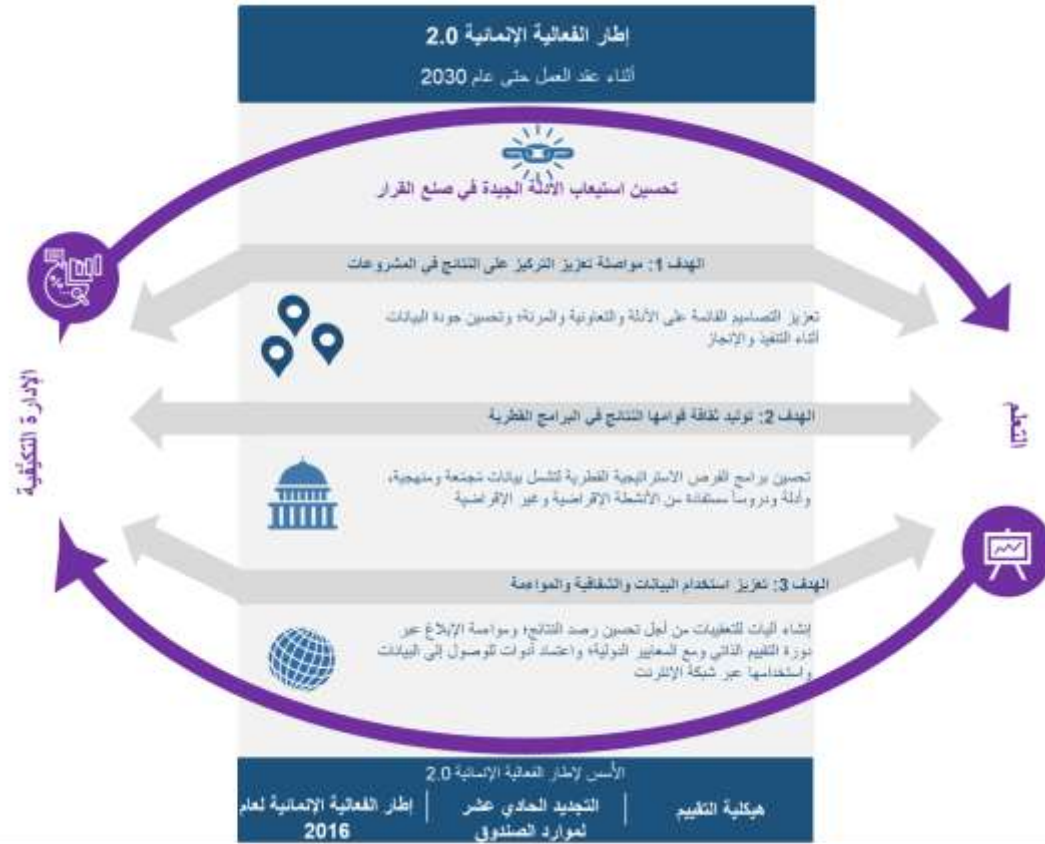 إطار الفعالية الإنمائية 2.0
أثناء عقد العمل حتى عام 2030
تحسين استيعاب الأدلة الجيدة في صنع القرار
الهدف 1: مواصلة تعزيز التركيز على النتائج في المشروعات
تعزيز التصاميم القائمة على الأدلة والتعاونية والمرنة؛ وتحسين جودة البيانات
أثناء التنفيذ والإنجاز
الإدارة التكيّفية
التعلم
الهدف 2: توليد ثقافة قوامها النتائج في البرامج القطرية
تحسين برامج الفرص الاستراتيجية القطرية لتشمل بيانات مجمّعة ومنهجية،
وأدلة ودروساً مستفادة من الأنشطة الإقراضية وغير الإقراضية
الهدف 3: تعزيز استخدام البيانات والشفافية والمواءمة
إنشاء آليات للتعقيبات من أجل تحسين رصد النتائج؛ ومواءمة الإبلاغ عبر
دورة التقييم الذاتي ومع المعايير الدولية؛ واعتماد أدوات للوصول إلى البيانات
واستخدامها عبر شبكة الإنترنت
الأسس لإطار الفعالية الإنمائية 2.0
هيكلية التقييم
التجديد الحادي عشر
لموارد الصندوق
إطار الفعالية الإنمائية لعام
2016